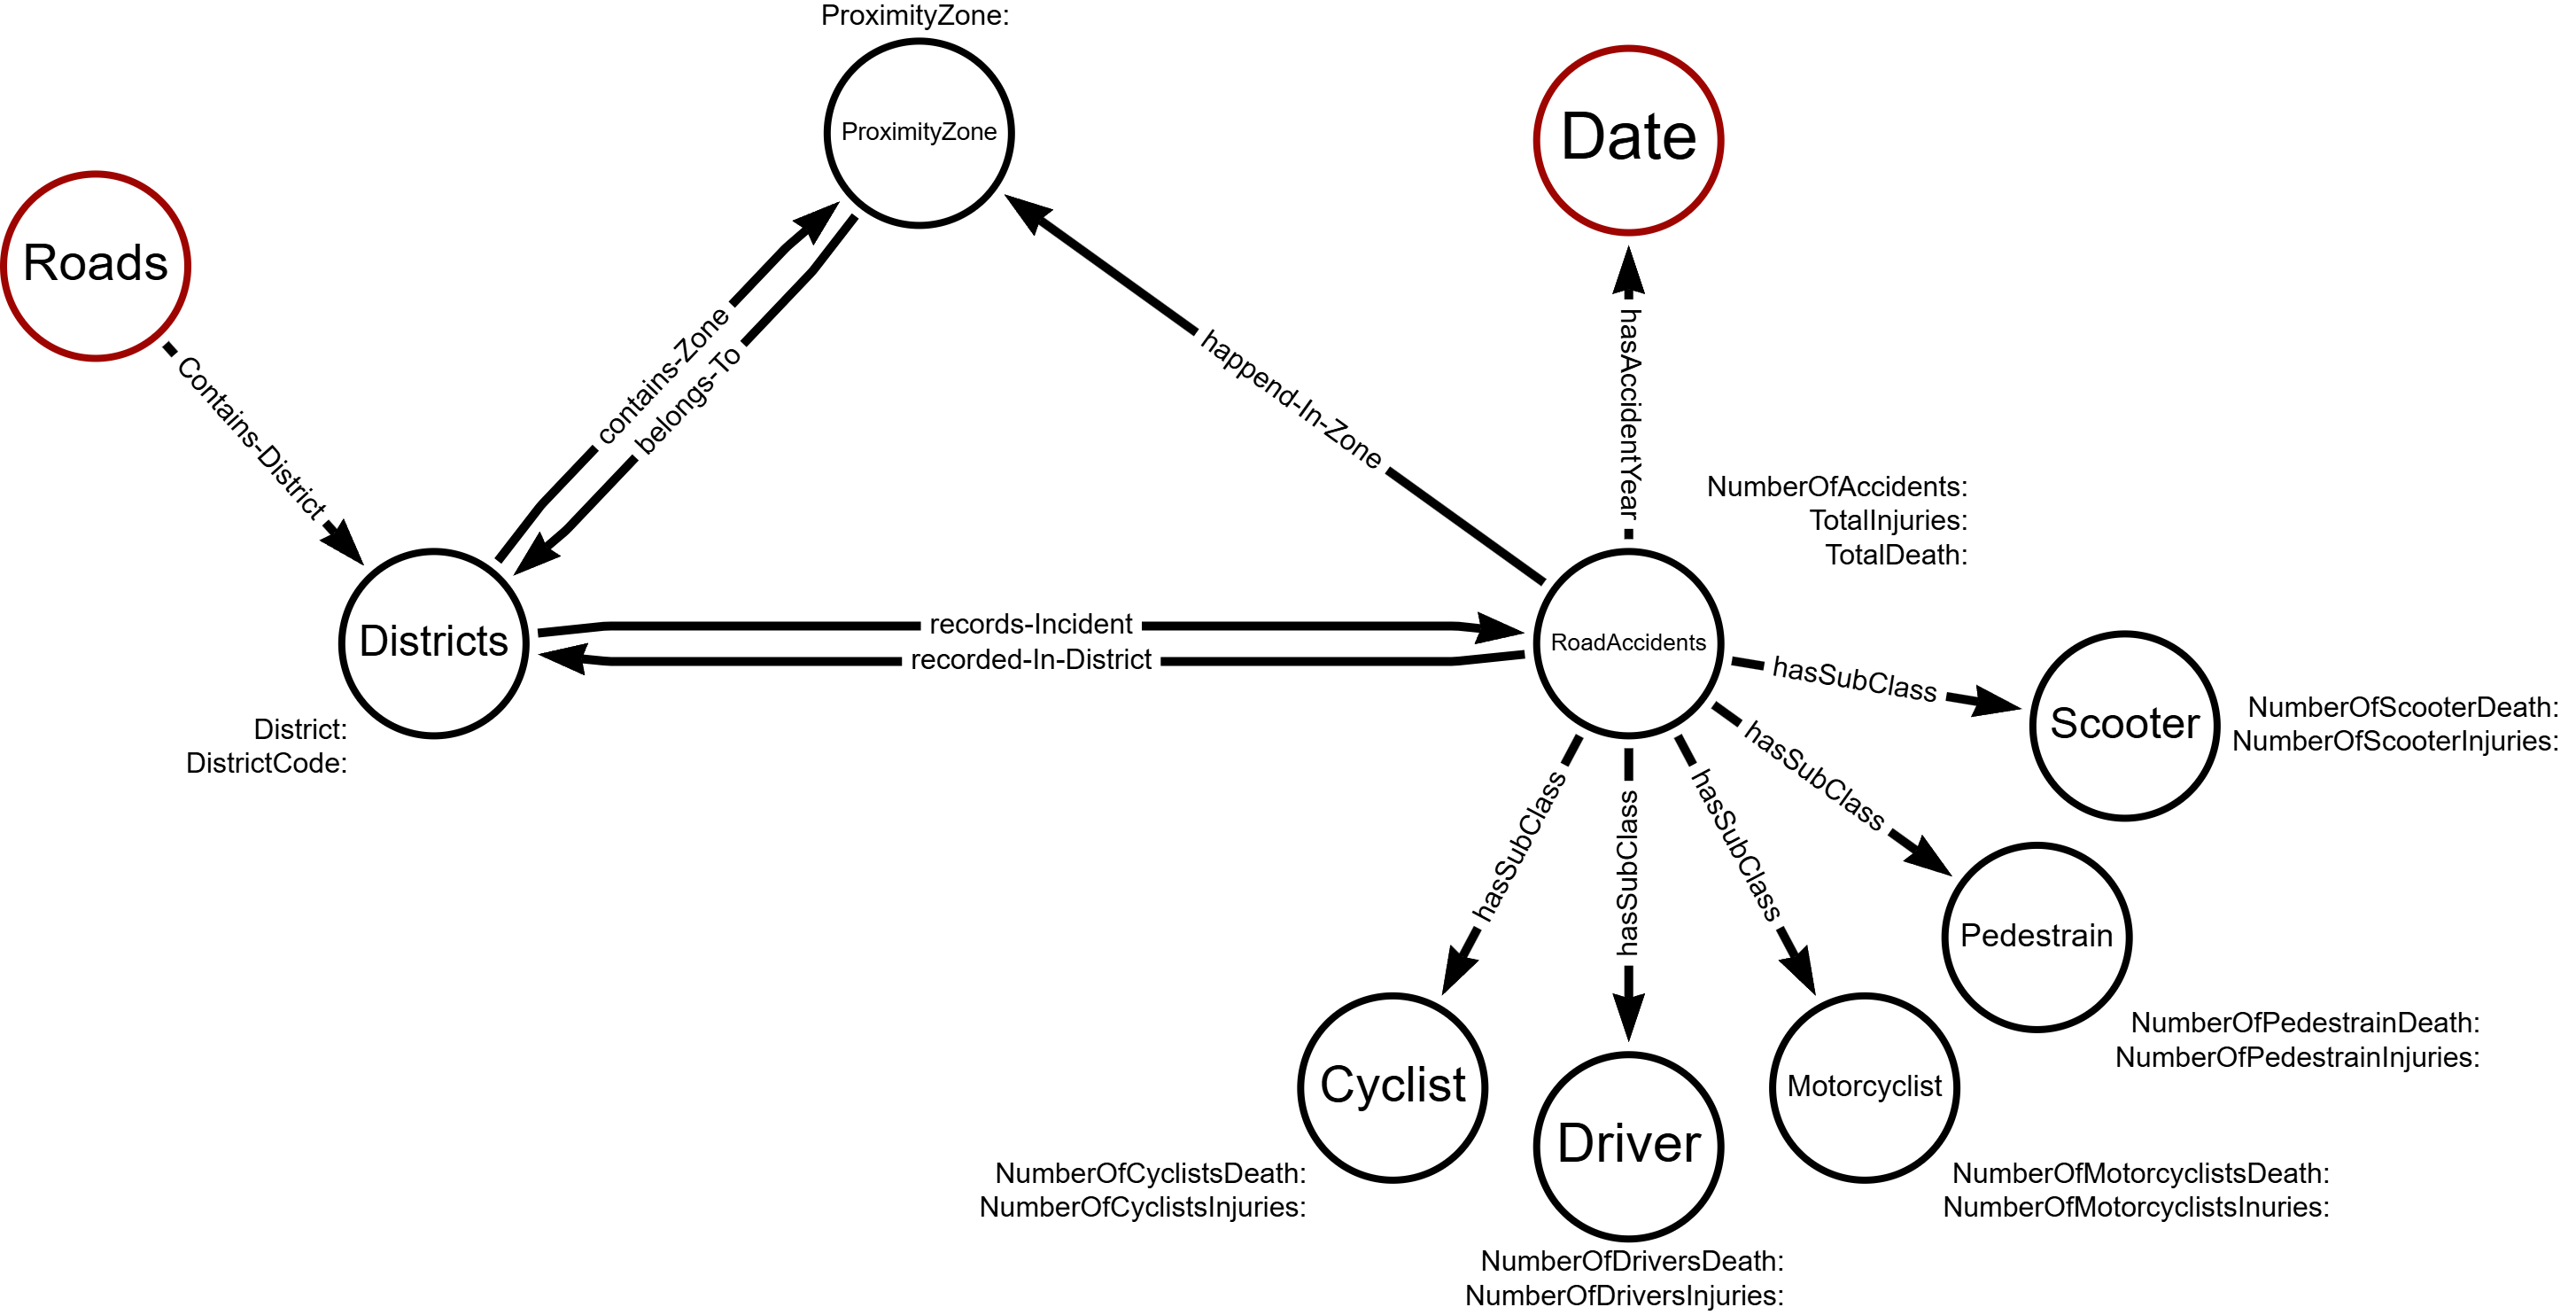 ProximityZone:
ProximityZone
Date
Roads
Contains-District
contains-Zone
belongs-To
happend-In-Zone
hasAccidentYear
NumberOfAccidents:
TotalInjuries:
TotalDeath:
Districts
records-Incident
recorded-In-District
RoadAccidents
District:
DistrictCode:
hasSubClass
Scooter
NumberOfScooterDeath:
NumberOfScooterInjuries:
hasSubClass
Pedestrain
NumberOfPedestrainDeath:
NumberOfPedestrainInjuries:
hasSubClass
hasSubClass
hasSubClass
Cyclist
Driver
Motorcyclist
NumberOfCyclistsDeath:
NumberOfCyclistsInjuries:
NumberOfMotorcyclistsDeath:
NumberOfMotorcyclistsInuries:
NumberOfDriversDeath:
NumberOfDriversInjuries: